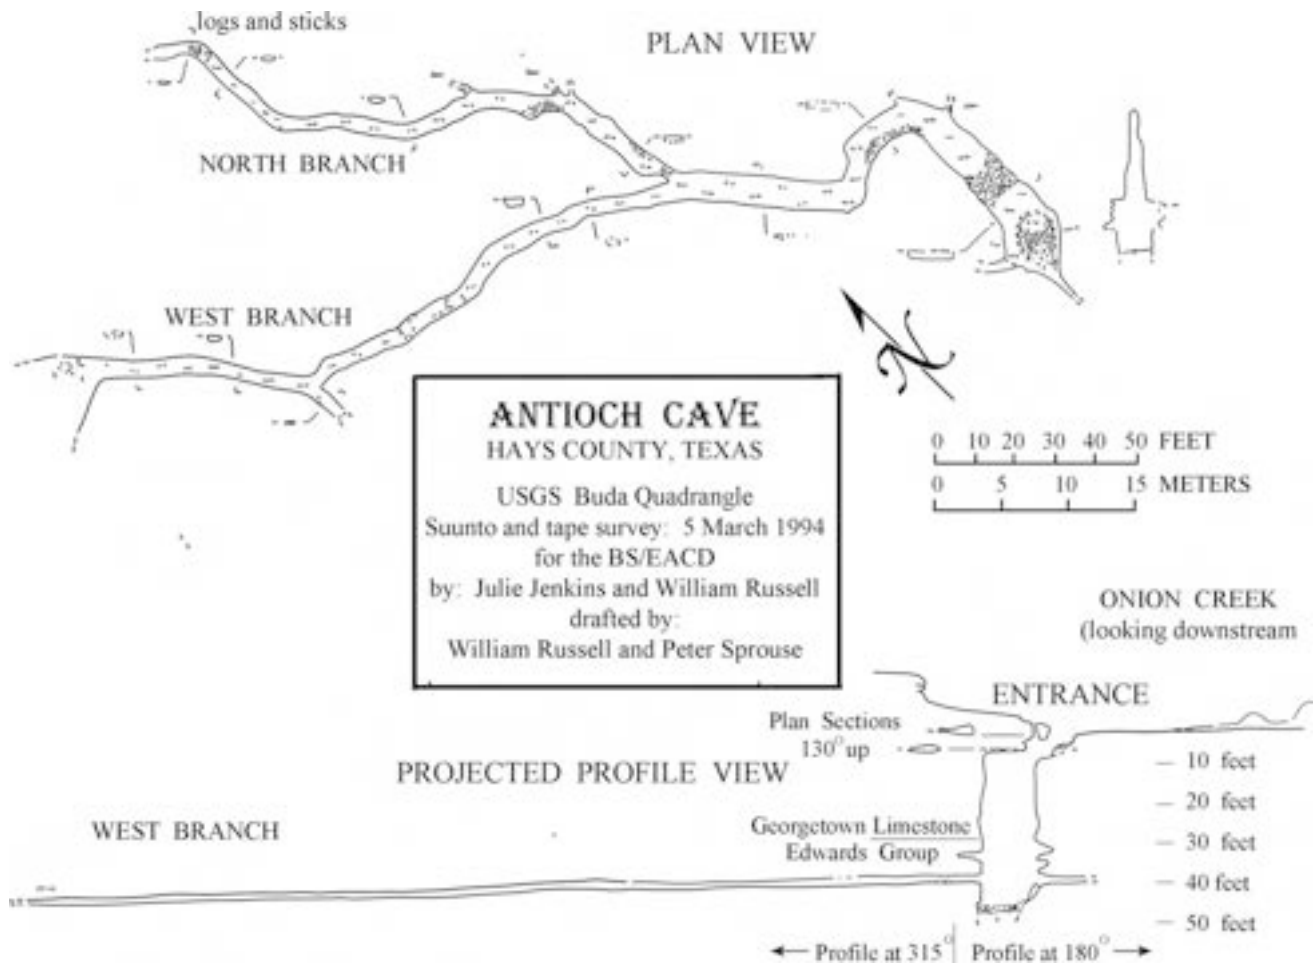 logs and sticks
PLAN VIEW
NORTH BRANCH
WEST BRANCH
N
ANTIOCH CAVE
HAYS COUNTY, TEXAS
USGS Buda Quadrangle
Suunto and tape survey: 5 March 1994
for the BS/EACD
by: Julie Jenkins and William Russell
drafted by:
William Russell and Peter Sprouse
0 10 20 30 40 50 FEET
0 5 10 15 METERS
ONION CREEK
(looking downstream
ENTRANCE
Plan Sections
130° up
PROJECTED PROFILE VIEW
10 feet
20 feet
30 feet
40 feet
50 feet
WEST BRANCH
Georgetown Limestone
Edwards Group
Profile at 315°
Profile at 180°